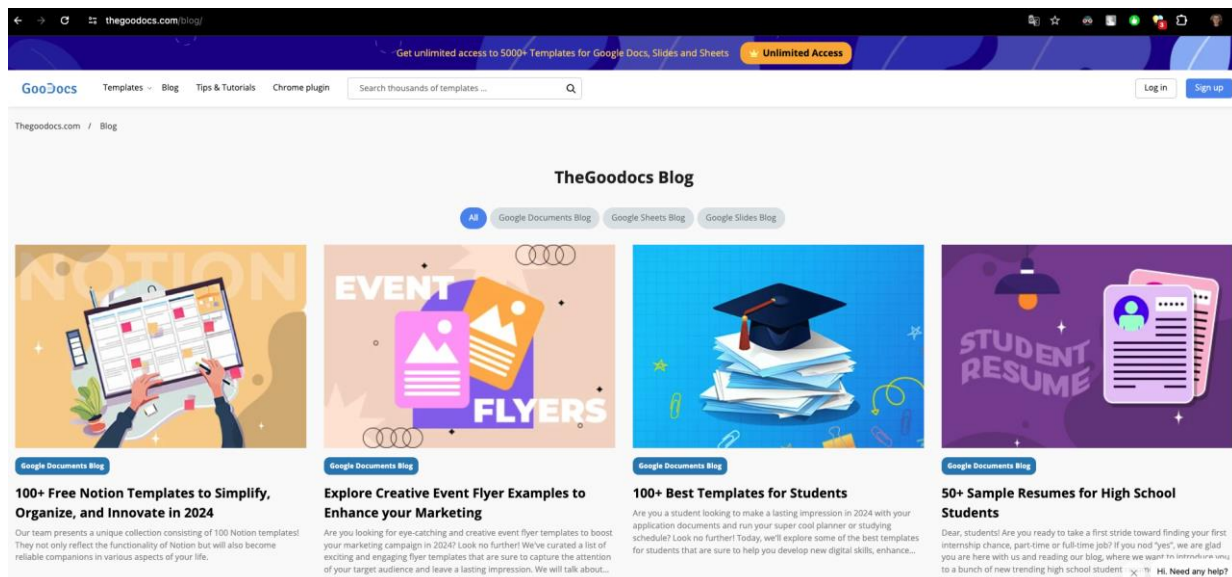 thegoodocs.com/blog/
Get unlimited access to 5000+ Templates for Google Docs, Slides and Sheets
Unlimited Access
GooDocs
Templates
Blog
Tips & Tutorials
Chrome plugin
Search thousands of templates ...
Log in
Sign up
Thegoodocs.com / Blog
TheGoodocs Blog
All
Google Documents Blog
Google Sheets Blog
Google Slides Blog
NOTION
Google Documents Blog
100+ Free Notion Templates to Simplify,
Organize, and Innovate in 2024
Our team presents a unique collection consisting of 100 Notion templates!
They not only reflect the functionality of Notion but will also become
reliable companions in various aspects of your life.
EVENT
FLYERS
Google Documents Blog
Explore Creative Event Flyer Examples to
Enhance your Marketing
Are you looking for eye-catching and creative event flyer templates to boost
your marketing campaign in 2024? Look no further! We've curated a list of
exciting and engaging flyer templates that are sure to capture the attention
of your target audience and leave a lasting impression. We will talk about...
Google Documents Blog
100+ Best Templates for Students
Are you a student looking to make a lasting impression in 2024 with your
application documents and run your super cool planner or studying
schedule? Look no further! Today, we'll explore some of the best templates
for students that are sure to help you develop new digital skills, enhance...
STUDENT
RESUME
Google Documents Blog
50+ Sample Resumes for High School
Students
Dear, students! Are you ready to take a first stride toward finding your first
internship chance, part-time or full-time job? If you nod "yes", we are glad
you are here with us and reading our blog, where we want to introduce you
to a bunch of new trending high school student
Hi. Need any help?